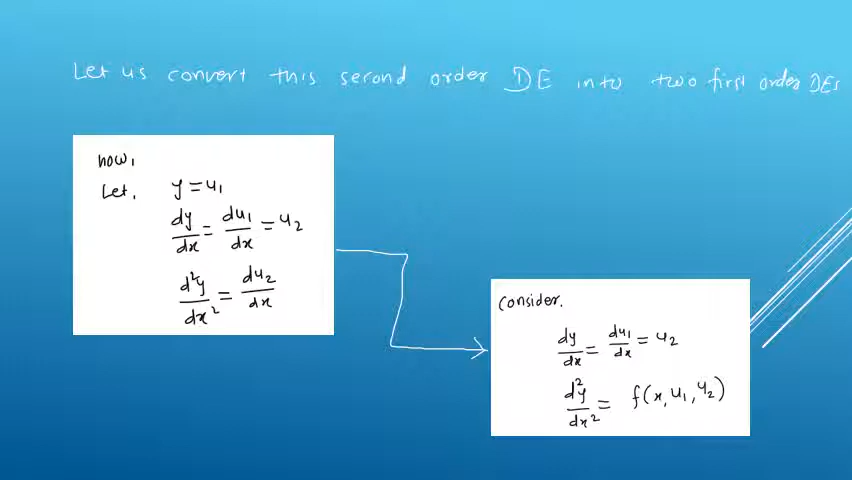 Let us convert this second order DE into two first order DEs
now,
Let, y = u₁
dy/dx = du₁/dx = u₂
d²y/dx² = du₂/dx
consider.
dy/dx = du₁/dx = u₂
d²y/dx² = f(x, u₁, u₂)